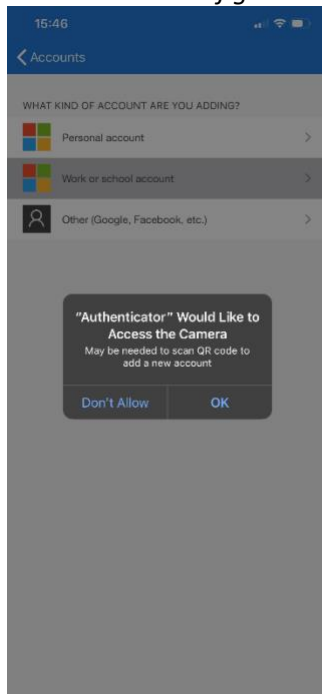 15:46
Accounts
WHAT KIND OF ACCOUNT ARE YOU ADDING?
Personal account
Work or school account
Other (Google, Facebook, etc.)
"Authenticator" Would Like to
Access the Camera
May be needed to scan QR code to
add a new account
Don't Allow OK